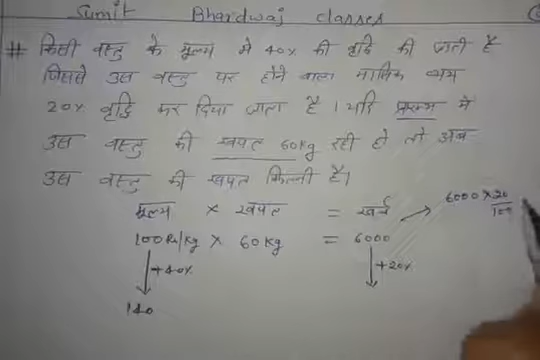 Sumit Bhardwaj classes
# किसी वस्तु के मूल्य मे 40% की वृद्धि की जाती है
जिससे उस वस्तु पर होने वाला मासिक व्यय
20% वृद्धि कर दिया जाता है । यदि प्रारम्भ मे
उस वस्तु की खपत 60kg रही हो तो अब
उस वस्तु की खपत कितनी है।
मूल्य × खपत = खर्च → 6000 × 20/100
100Rs/kg × 60kg = 6000
↓+40% ↓+20%
140